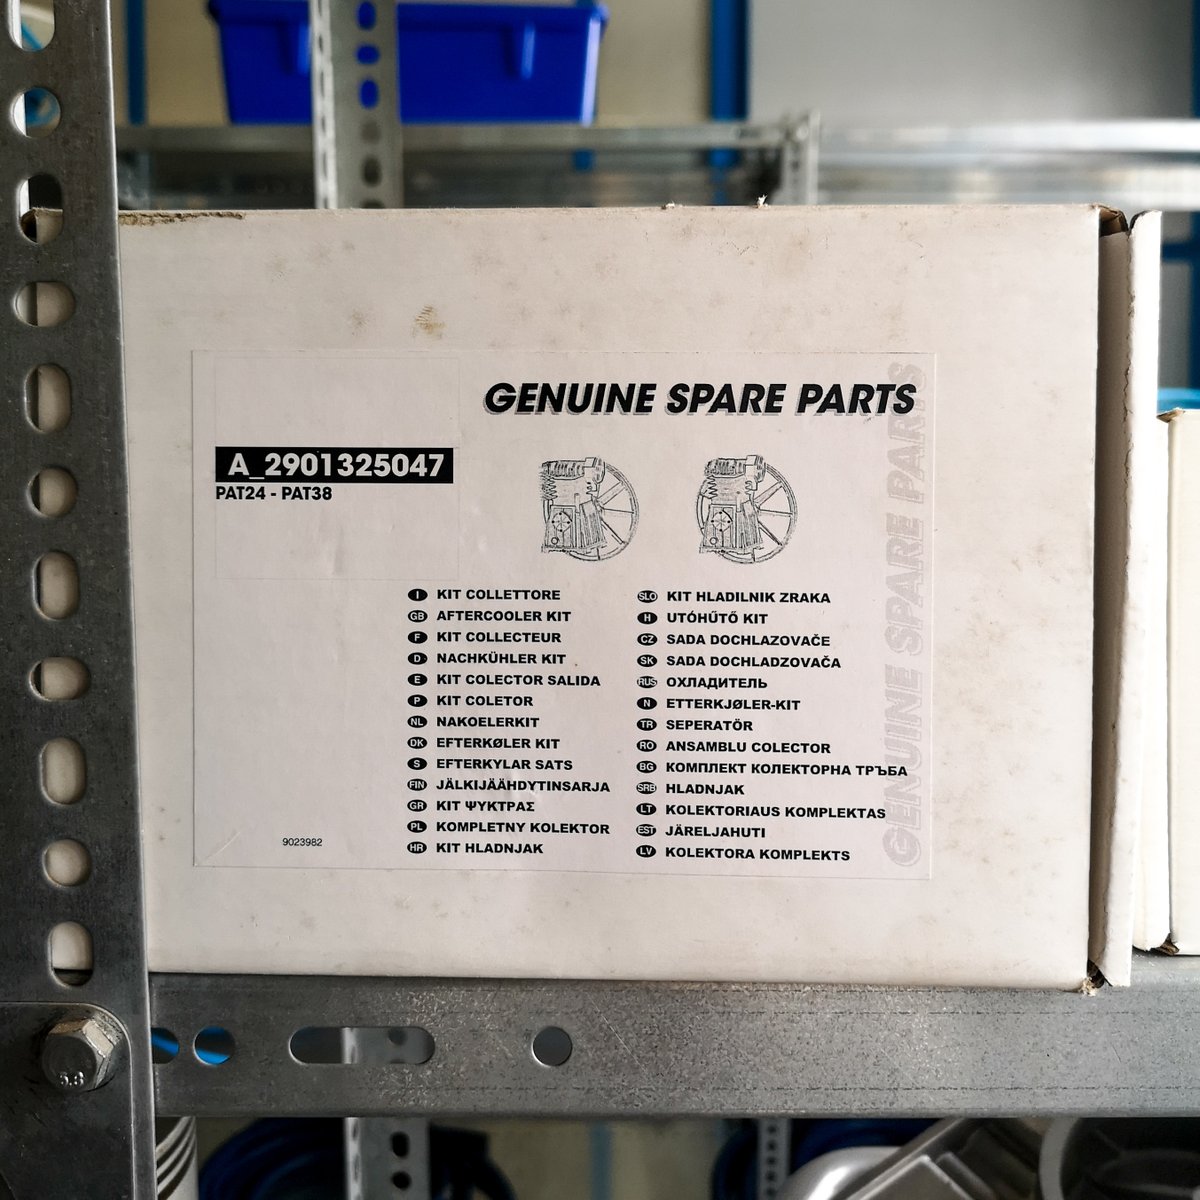 GENUINE SPARE PARTS
A_2901325047
PAT24 - PAT38
I KIT COLLETTORE
GB AFTERCOOLER KIT
F KIT COLLECTEUR
D NACHKÜHLER KIT
E KIT COLECTOR SALIDA
P KIT COLETOR
NL NAKOELERKIT
DK EFTERKØLER KIT
S EFTERKYLAR SATS
FIN JÄLKIJÄÄHDYTINSARJA
GR KIT ΨΥΚΤΡΑΣ
PL KOMPLETNY KOLEKTOR
HR KIT HLADNJAK
SLO KIT HLADILNIK ZRAKA
H UTÓHŰTŐ KIT
CZ SADA DOCHLAZOVAČE
SK SADA DOCHLADZOVAČA
RUS ОХЛАДИТЕЛЬ
N ETTERKJØLER-KIT
TR SEPERATÖR
RO ANSAMBLU COLECTOR
BG КОМПЛЕКТ КОЛЕКТОРНА ТРЪБА
SRB HLADNJAK
LT KOLEKTORIAUS KOMPLEKTAS
EST JÄRELJAHUTI
LV KOLEKTORA KOMPLEKTS
9023982
GENUINE SPARE PARTS